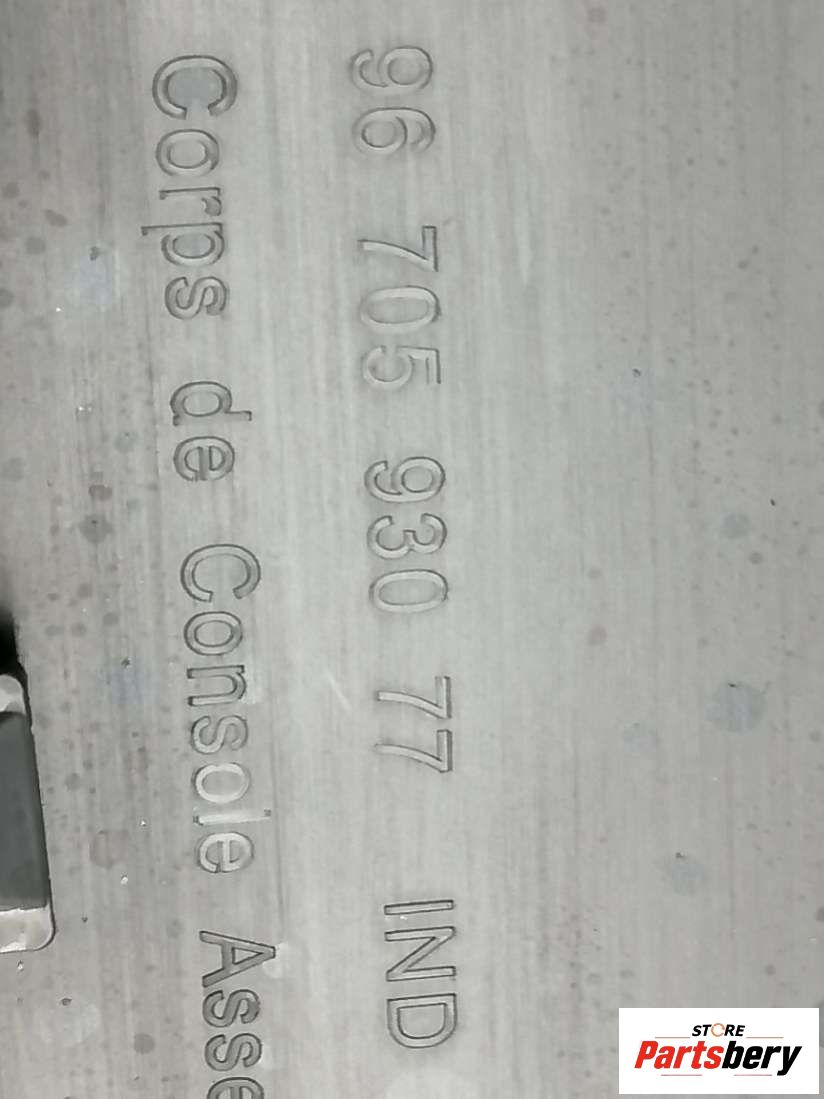 96 705 930 77 IND
Corps de Console Asse
STORE
Partsbery